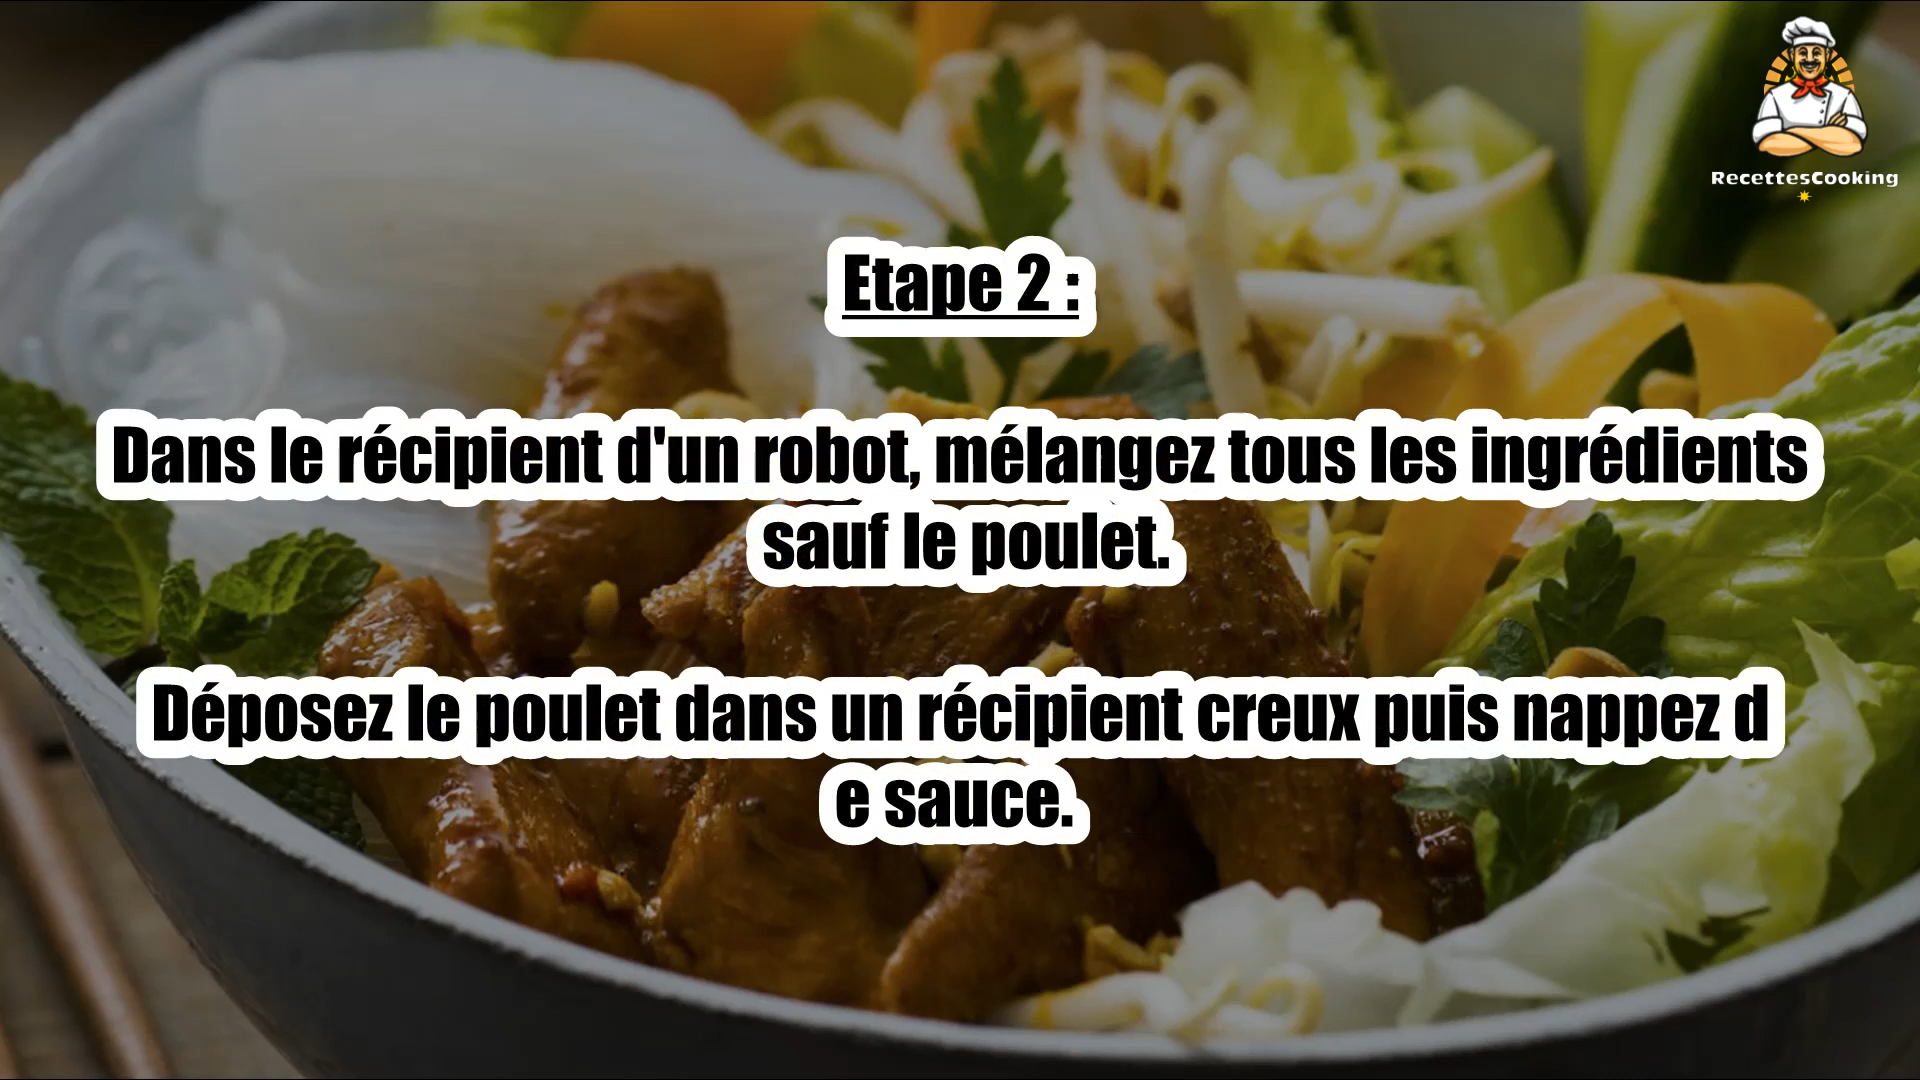 RecettesCooking
Etape 2 :
Dans le récipient d'un robot, mélangez tous les ingrédients
sauf le poulet.
Déposez le poulet dans un récipient creux puis nappez d
e sauce.